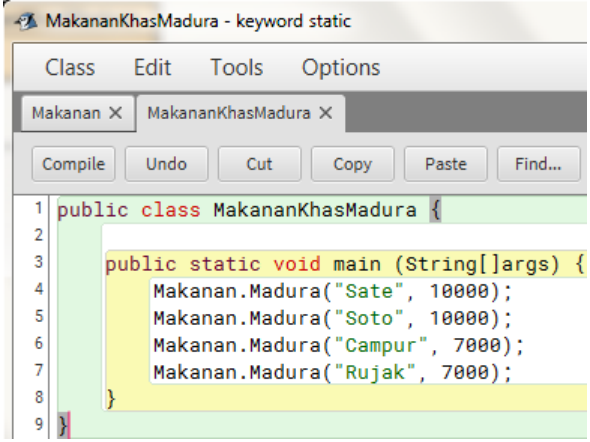 MakananKhasMadura - keyword static
Class Edit Tools Options
Makanan X MakananKhasMadura X
Compile Undo Cut Copy Paste Find...
1 public class MakananKhasMadura {
2
3 public static void main (String[]args) {
4 Makanan.Madura("Sate", 10000);
5 Makanan.Madura("Soto", 10000);
6 Makanan.Madura("Campur", 7000);
7 Makanan.Madura("Rujak", 7000);
8 }
9 }